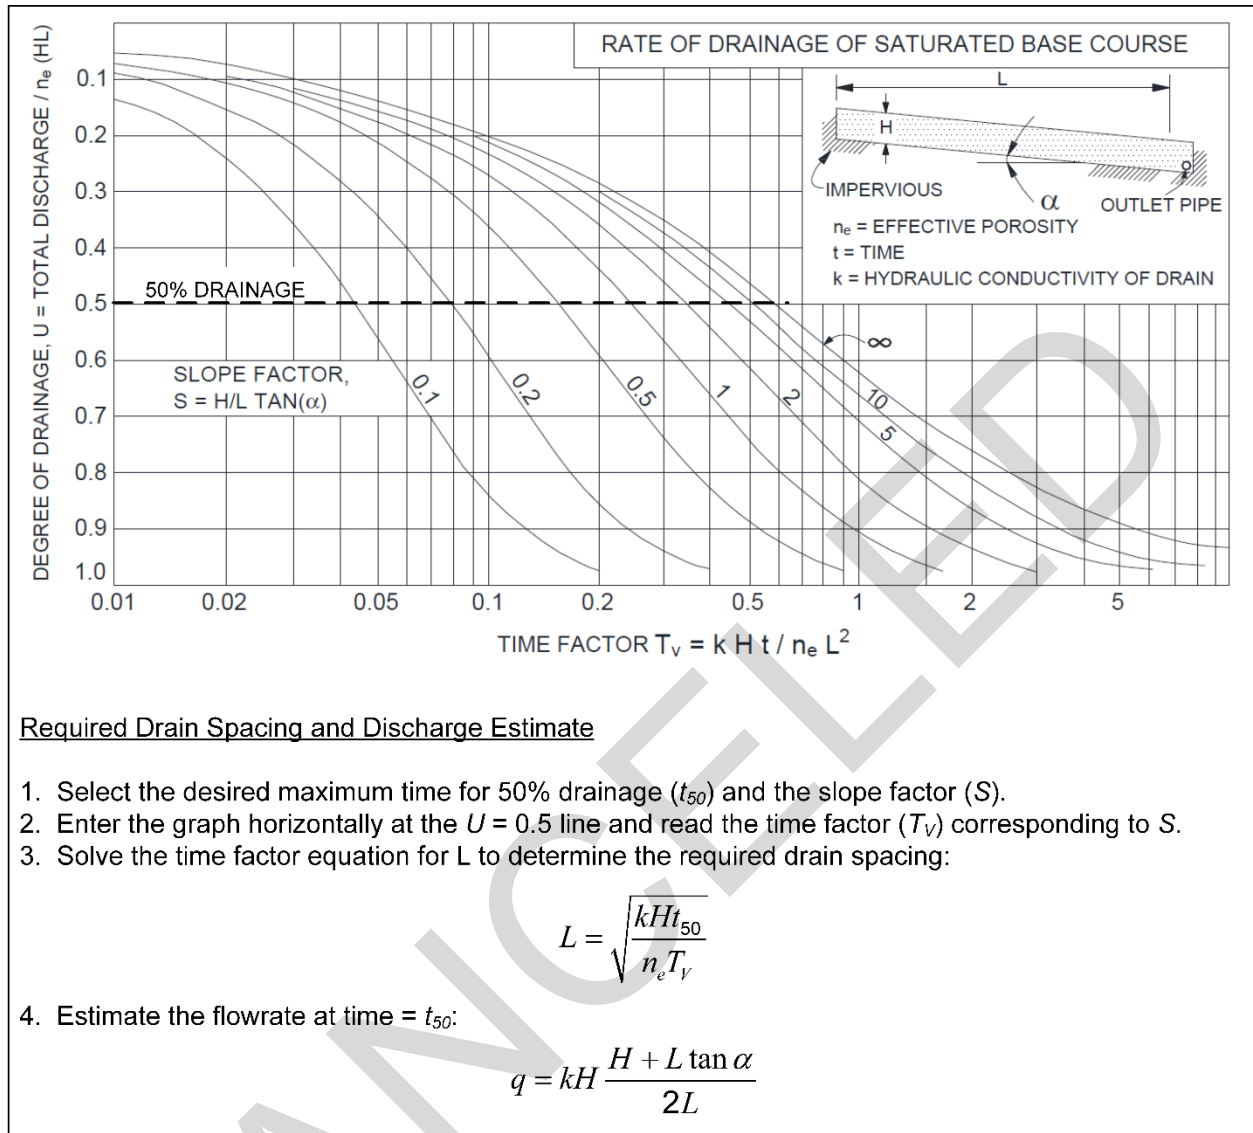 RATE OF DRAINAGE OF SATURATED BASE COURSE
L
H
IMPERVIOUS
α
OUTLET PIPE
nₑ = EFFECTIVE POROSITY
t = TIME
k = HYDRAULIC CONDUCTIVITY OF DRAIN
DEGREE OF DRAINAGE, U = TOTAL DISCHARGE / nₑ (HL)
0.1
0.2
0.3
0.4
0.5
0.6
0.7
0.8
0.9
1.0
50% DRAINAGE
SLOPE FACTOR,
S = H/L TAN(α)
0.1
0.2
0.5
1
2
5
10
∞
0.01 0.02 0.05 0.1 0.2 0.5 1 2 5
TIME FACTOR Tᵥ = k H t / nₑ L²
Required Drain Spacing and Discharge Estimate
1. Select the desired maximum time for 50% drainage (t₅₀) and the slope factor (S).
2. Enter the graph horizontally at the U = 0.5 line and read the time factor (T_V) corresponding to S.
3. Solve the time factor equation for L to determine the required drain spacing:
L = √(kHt₅₀ / nₑT_V)
4. Estimate the flowrate at time = t₅₀:
q = kH (H + L tan α) / 2L
CANCELED